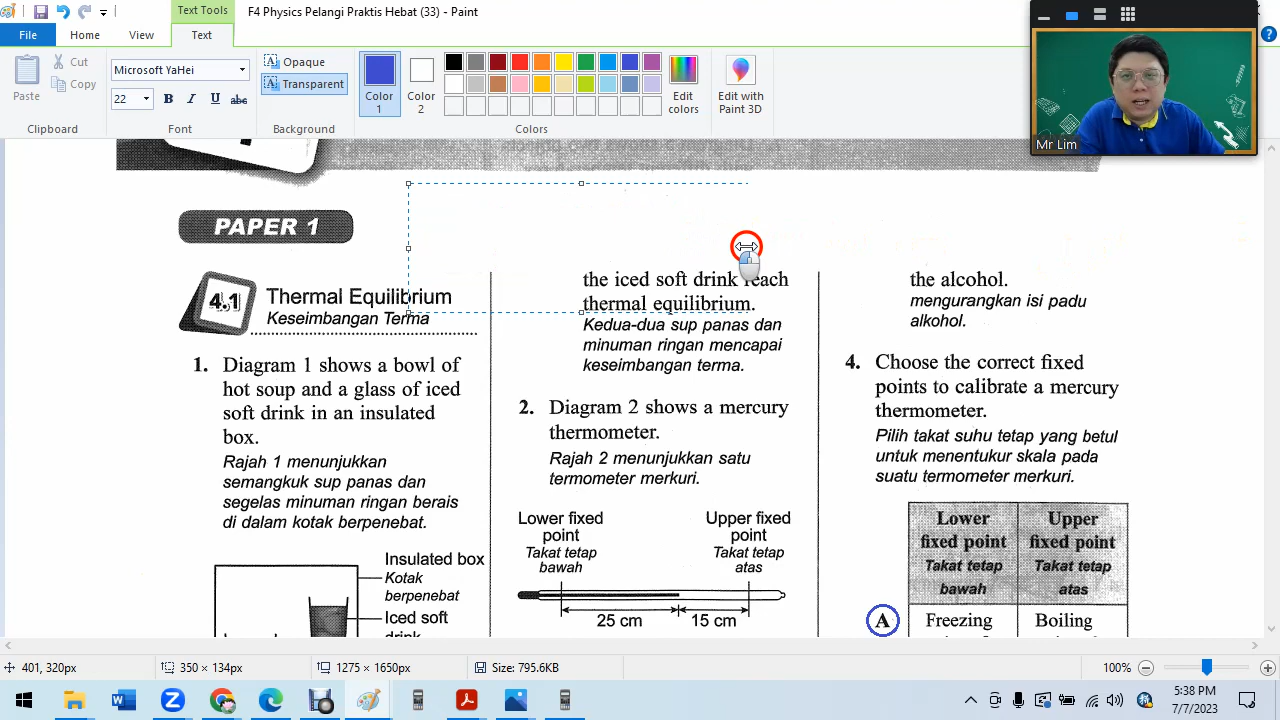 Text Tools
F4 Physics Pelangi Praktis Hebat (33) - Paint
File
Home
View
Text
Paste
Cut
Copy
Clipboard
Microsoft YaHei
22
B I U abc
Font
Opaque
Transparent
Background
Color 1
Color 2
Edit colors
Edit with Paint 3D
Colors
Mr Lim
PAPER 1
4.1
Thermal Equilibrium
Keseimbangan Terma
1. Diagram 1 shows a bowl of
hot soup and a glass of iced
soft drink in an insulated
box.
Rajah 1 menunjukkan
semangkuk sup panas dan
segelas minuman ringan berais
di dalam kotak berpenebat.
Insulated box
Kotak
berpenebat
Iced soft
drink
the iced soft drink reach
thermal equilibrium.
Kedua-dua sup panas dan
minuman ringan mencapai
keseimbangan terma.
2. Diagram 2 shows a mercury
thermometer.
Rajah 2 menunjukkan satu
termometer merkuri.
Lower fixed
point
Takat tetap
bawah
Upper fixed
point
Takat tetap
atas
25 cm
15 cm
the alcohol.
mengurangkan isi padu
alkohol.
4. Choose the correct fixed
points to calibrate a mercury
thermometer.
Pilih takat suhu tetap yang betul
untuk menentukur skala pada
suatu termometer merkuri.
Lower
fixed point
Takat tetap
bawah
Upper
fixed point
Takat tetap
atas
A
Freezing
Boiling
401, 320px
350 × 134px
1275 × 1650px
Size: 795.6KB
100%
5:38 PM
7/7/2023